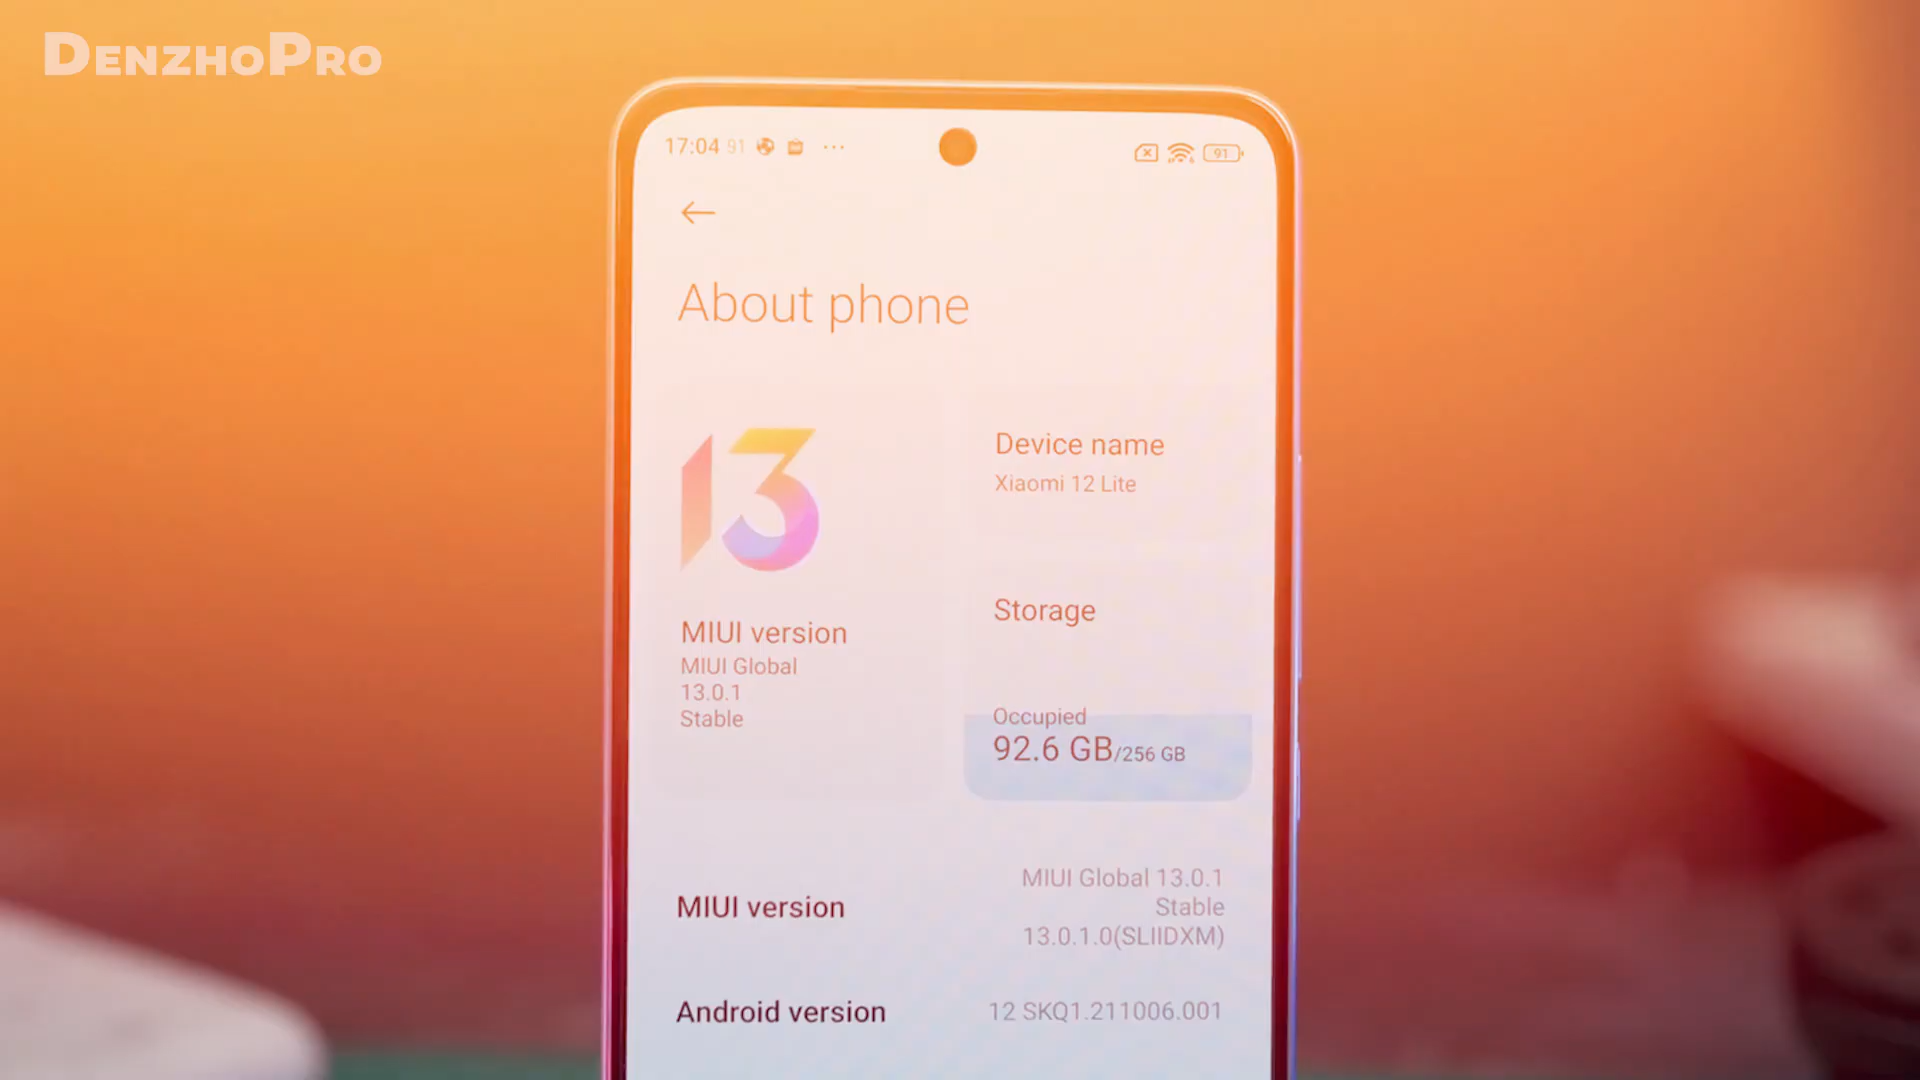 DENZHOPRO
17:04 91
91
About phone
13
Device name
Xiaomi 12 Lite
MIUI version
MIUI Global
13.0.1
Stable
Storage
Occupied
92.6 GB/256 GB
MIUI version
MIUI Global 13.0.1
Stable
13.0.1.0(SLIIDXM)
Android version
12 SKQ1.211006.001